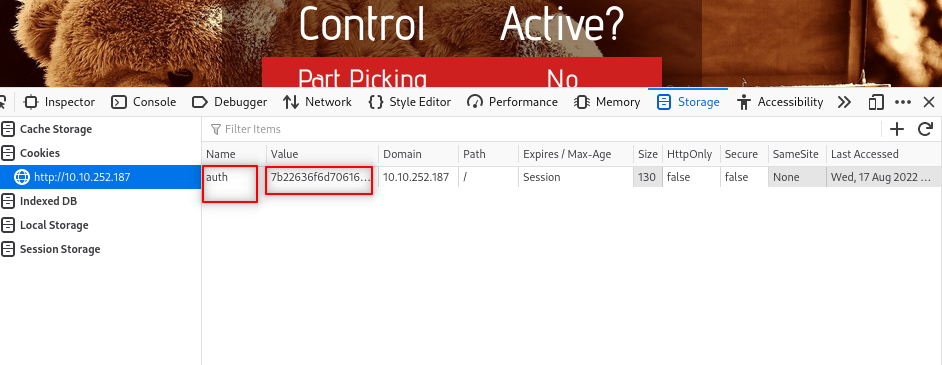 Control Active?
Part Picking No
Inspector Console Debugger Network Style Editor Performance Memory Storage Accessibility
Cache Storage Filter Items
Name Value Domain Path Expires / Max-Age Size HttpOnly Secure SameSite Last Accessed
Cookies
http://10.10.252.187 auth 7b22636f6d70616... 10.10.252.187 / Session 130 false false None Wed, 17 Aug 2022 ...
Indexed DB
Local Storage
Session Storage